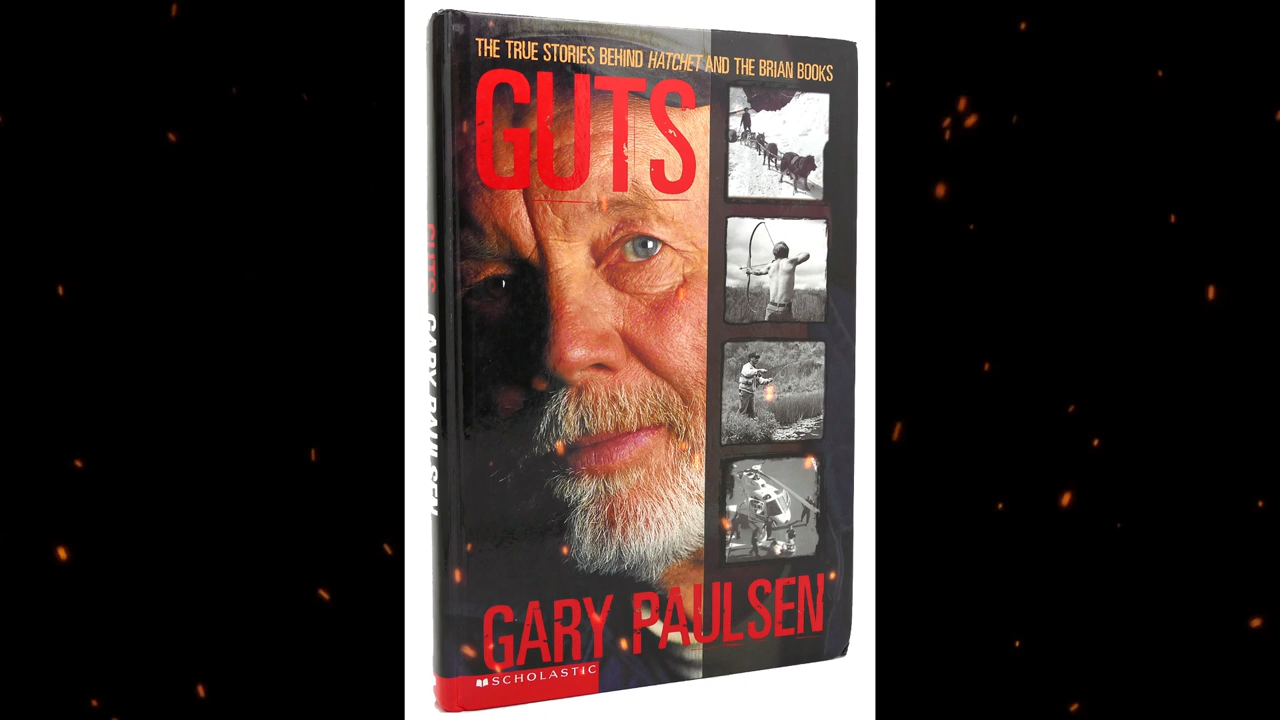 THE TRUE STORIES BEHIND HATCHET AND THE BRIAN BOOKS
GUTS
GARY PAULSEN
SCHOLASTIC
GUTS GARY PAULSEN